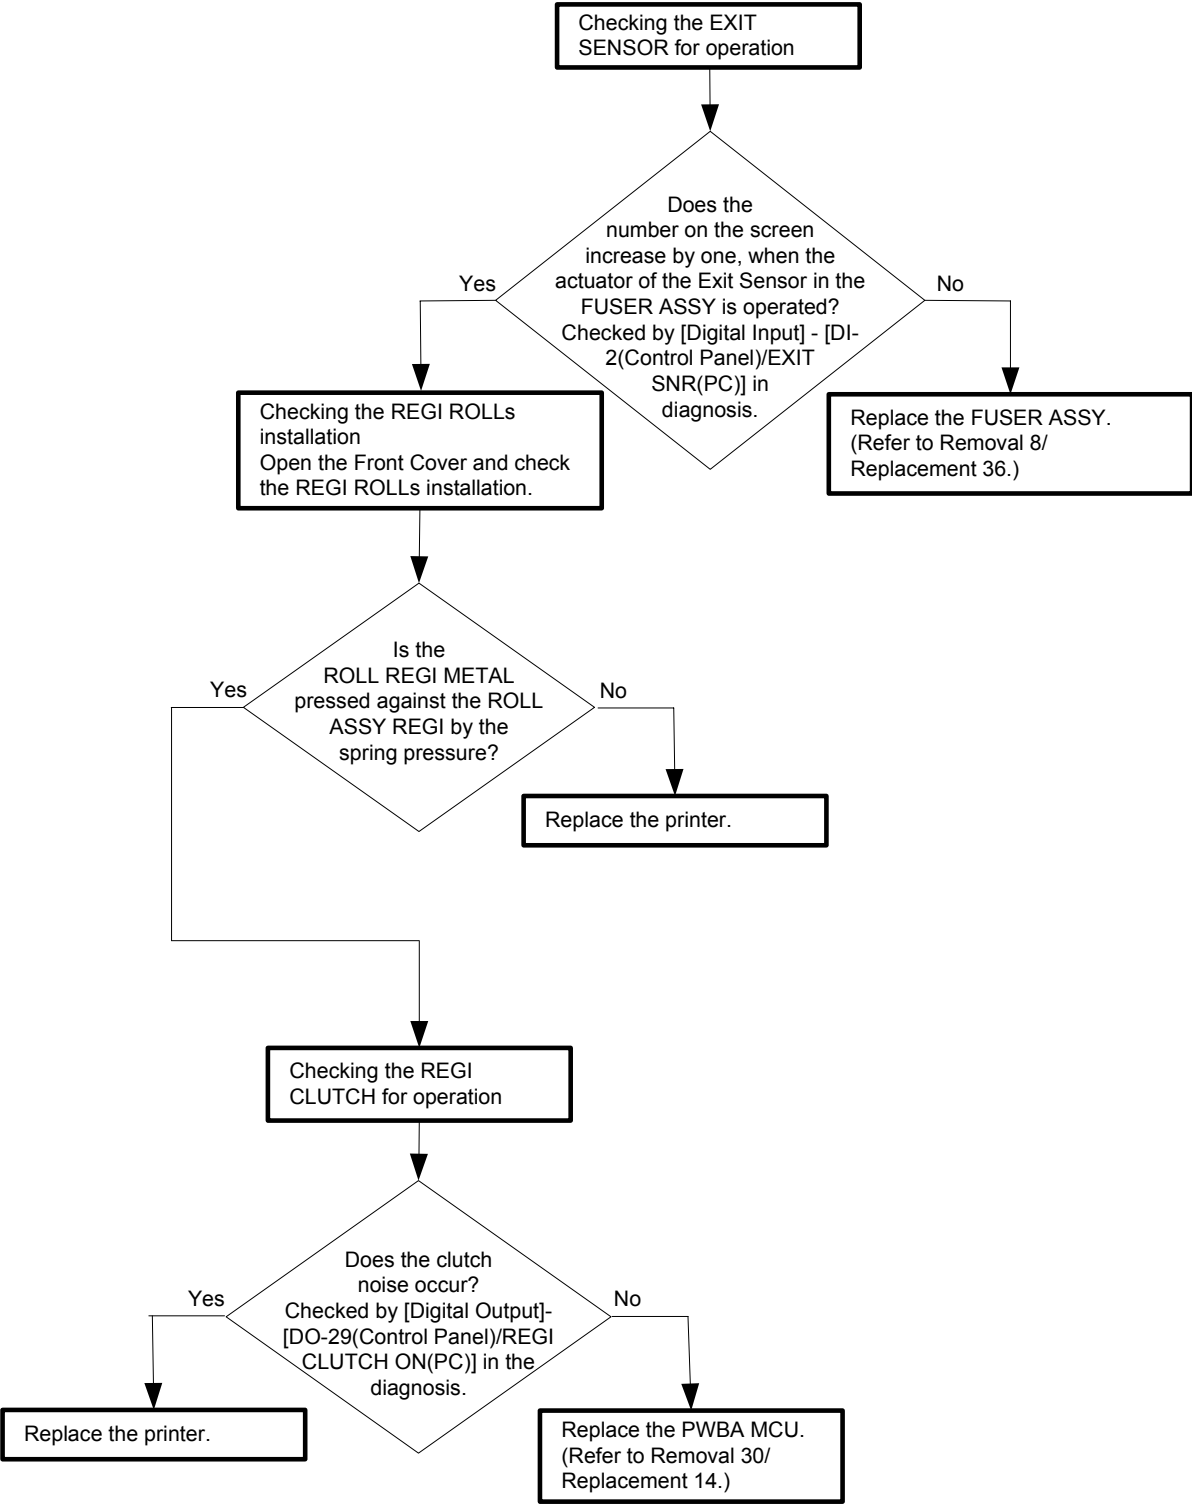 Checking the EXIT
SENSOR for operation
Does the
number on the screen
increase by one, when the
actuator of the Exit Sensor in the
FUSER ASSY is operated?
Checked by [Digital Input] - [DI-
2(Control Panel)/EXIT
SNR(PC)] in
diagnosis.
Yes
No
Checking the REGI ROLLs
installation
Open the Front Cover and check
the REGI ROLLs installation.
Replace the FUSER ASSY.
(Refer to Removal 8/
Replacement 36.)
Is the
ROLL REGI METAL
pressed against the ROLL
ASSY REGI by the
spring pressure?
Yes
No
Replace the printer.
Checking the REGI
CLUTCH for operation
Does the clutch
noise occur?
Checked by [Digital Output]-
[DO-29(Control Panel)/REGI
CLUTCH ON(PC)] in the
diagnosis.
Yes
No
Replace the printer.
Replace the PWBA MCU.
(Refer to Removal 30/
Replacement 14.)